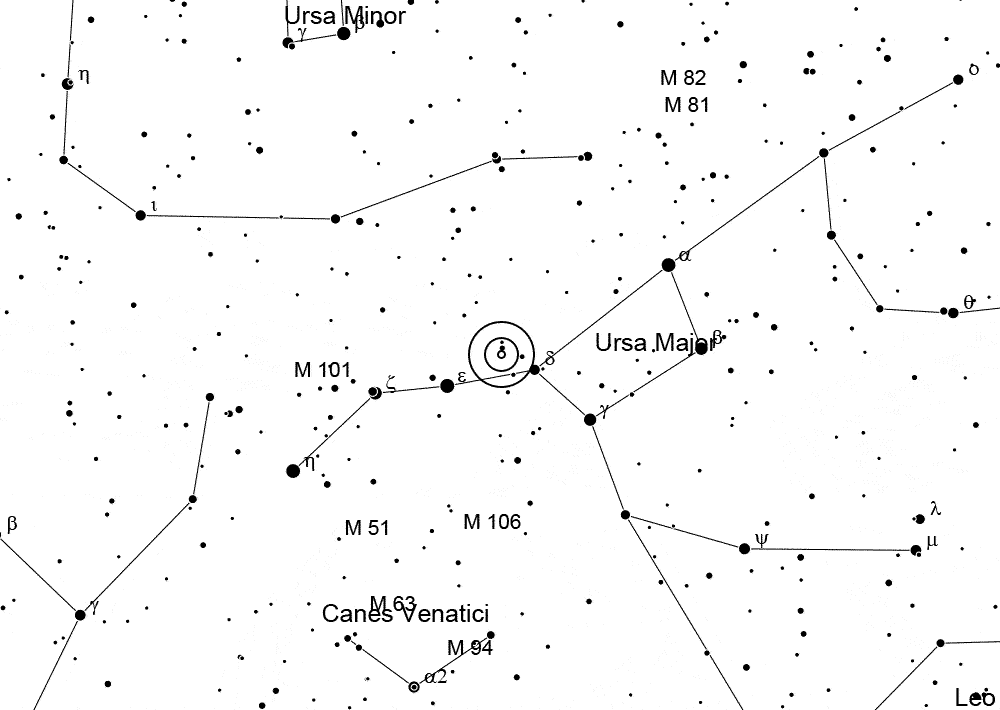 Ursa Minor
γ
β
η
M 82
M 81
ο
ι
α
θ
Ursa Major
β
δ
M 101
ζ
ε
γ
η
β
M 51
M 106
λ
ψ
μ
M 63
γ
Canes Venatici
M 94
α2
Leo